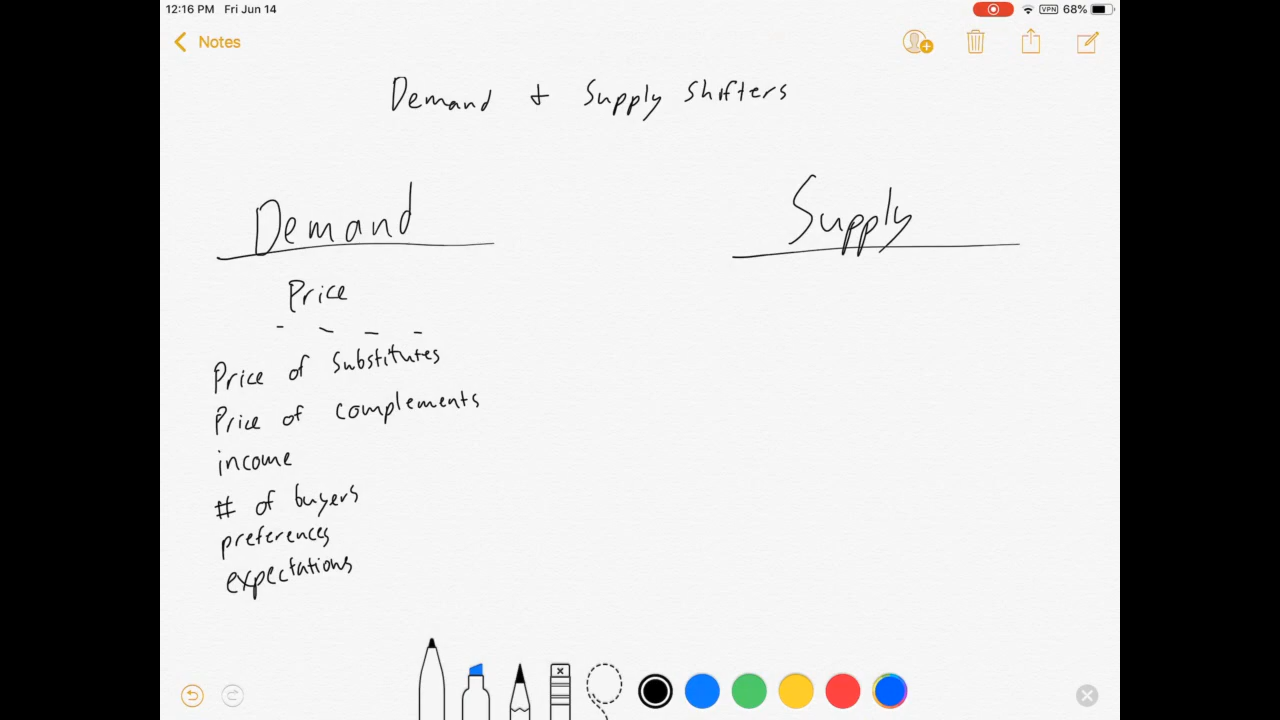 12:16 PM Fri Jun 14
VPN 68%
Notes
Demand + Supply Shifters
Demand
Supply
Price
Price of Substitutes
Price of complements
income
# of buyers
preferences
expectations